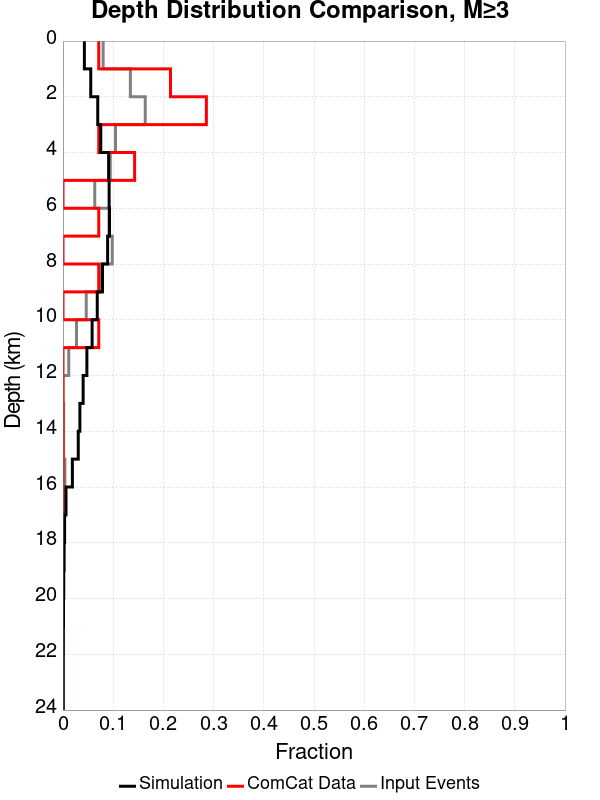 Depth Distribution Comparison, M≥3
0
2
4
6
8
10
12
14
16
18
20
22
24
Depth (km)
0 0.1 0.2 0.3 0.4 0.5 0.6 0.7 0.8 0.9 1
Fraction
Simulation ComCat Data Input Events